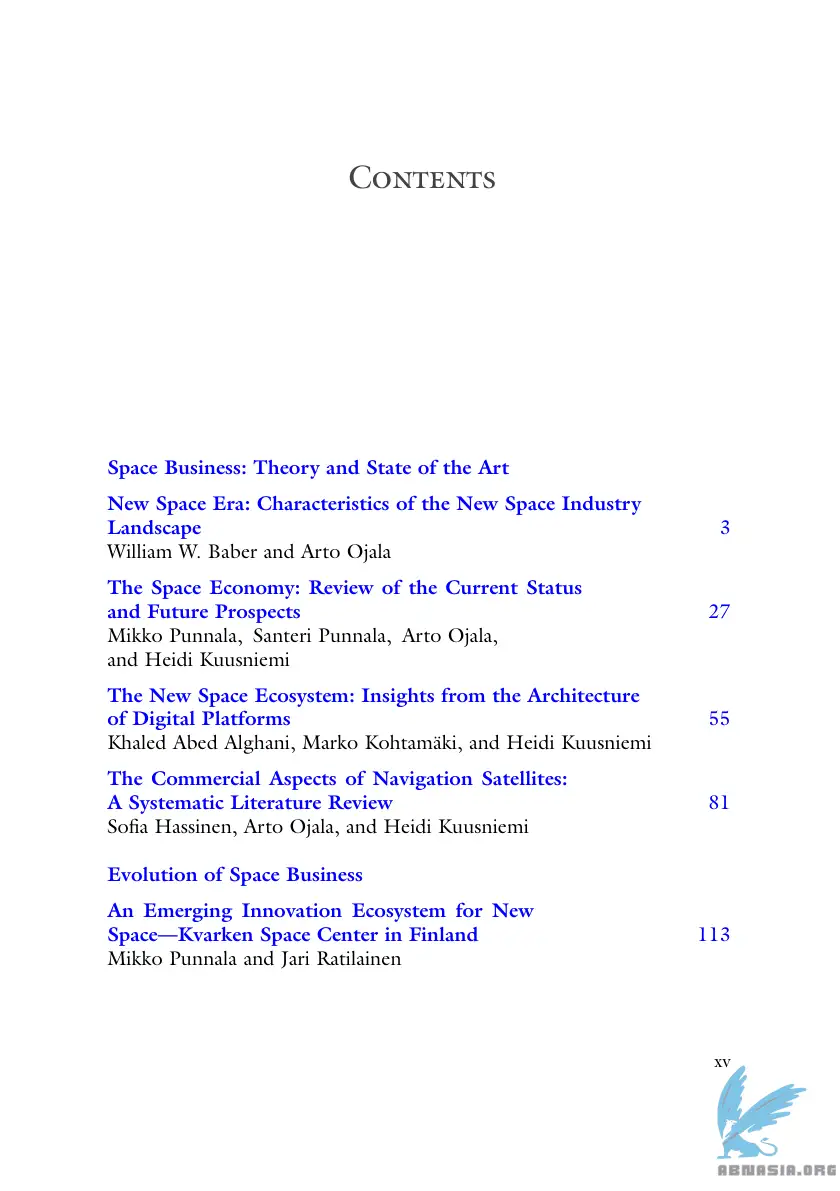 Contents
Space Business: Theory and State of the Art
New Space Era: Characteristics of the New Space Industry
Landscape 3
William W. Baber and Arto Ojala
The Space Economy: Review of the Current Status
and Future Prospects 27
Mikko Punnala, Santeri Punnala, Arto Ojala,
and Heidi Kuusniemi
The New Space Ecosystem: Insights from the Architecture
of Digital Platforms 55
Khaled Abed Alghani, Marko Kohtamäki, and Heidi Kuusniemi
The Commercial Aspects of Navigation Satellites:
A Systematic Literature Review 81
Sofia Hassinen, Arto Ojala, and Heidi Kuusniemi
Evolution of Space Business
An Emerging Innovation Ecosystem for New
Space—Kvarken Space Center in Finland 113
Mikko Punnala and Jari Ratilainen
xv
ABNASIA.ORG